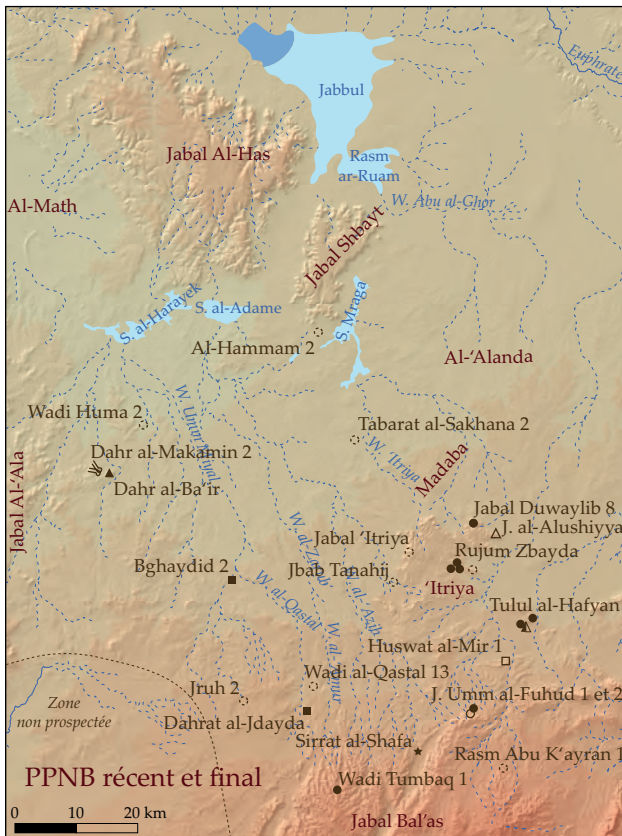 Euphrate
Jabbul
Jabal Al-Has
Rasm
ar-Ruam
W. Abu al-Ghor
Al-Math
Jabal Shbayt
S. al-Harayek
S. al-Adame
S. Mraga
Al-Hammam 2
Al-‘Alanda
W. Umm Miyal
Wadi Huma 2
Tabarat al-Sakhana 2
W. ‘Itriya
Madaba
Dahr al-Makamin 2
Dahr al-Ba‘ir
Jabal Al-‘Ala
Jabal Duwaylib 8
J. al-Alushiyya
Jabal ‘Itriya
Rujum Zbayda
Bghaydid 2
Jbab Tanahij
‘Itriya
W. al-Qastal
W. al-Azib
Tulul al-Hafyan
Huswat al-Mir 1
Wadi al-Qastal 13
Jruh 2
J. Umm al-Fuhud 1 et 2
Zone
non prospectée
Dahrat al-Jdayda
Sirrat al-Shafa
Rasm Abu K‘ayran 1
PPNB récent et final
Wadi Tumbaq 1
0 10 20 km
Jabal Bal‘as